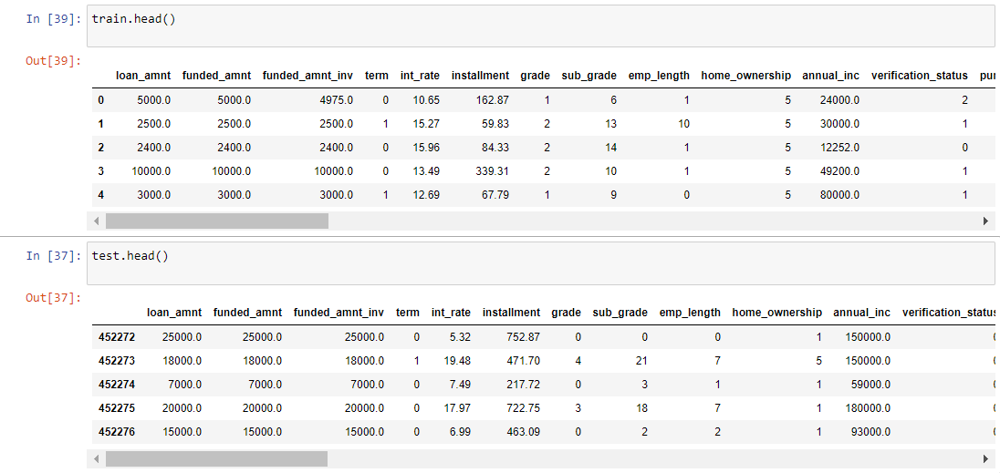 In [39]: train.head()
Out[39]:
loan_amnt funded_amnt funded_amnt_inv term int_rate installment grade sub_grade emp_length home_ownership annual_inc verification_status pur
0 5000.0 5000.0 4975.0 0 10.65 162.87 1 6 1 5 24000.0 2
1 2500.0 2500.0 2500.0 1 15.27 59.83 2 13 10 5 30000.0 1
2 2400.0 2400.0 2400.0 0 15.96 84.33 2 14 1 5 12252.0 0
3 10000.0 10000.0 10000.0 0 13.49 339.31 2 10 1 5 49200.0 1
4 3000.0 3000.0 3000.0 1 12.69 67.79 1 9 0 5 80000.0 1
In [37]: test.head()
Out[37]:
loan_amnt funded_amnt funded_amnt_inv term int_rate installment grade sub_grade emp_length home_ownership annual_inc verification_status
452272 25000.0 25000.0 25000.0 0 5.32 752.87 0 0 0 1 150000.0
452273 18000.0 18000.0 18000.0 1 19.48 471.70 4 21 7 5 150000.0
452274 7000.0 7000.0 7000.0 0 7.49 217.72 0 3 1 1 59000.0
452275 20000.0 20000.0 20000.0 0 17.97 722.75 3 18 7 1 180000.0
452276 15000.0 15000.0 15000.0 0 6.99 463.09 0 2 2 1 93000.0